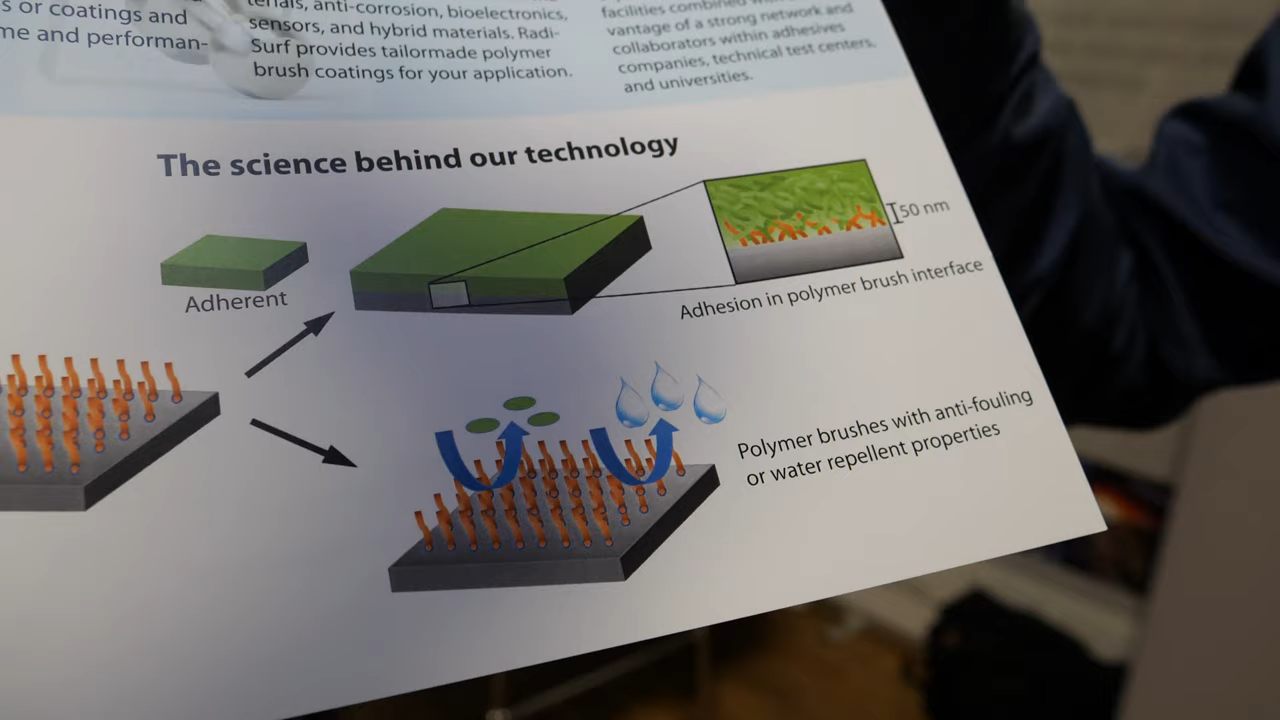 s or coatings and
me and performan-
terials, anti-corrosion, bioelectronics,
sensors, and hybrid materials. Radi-
Surf provides tailormade polymer
brush coatings for your application.
facilities combined
vantage of a strong network and
collaborators within adhesives
companies, technical test centers,
and universities.
The science behind our technology
Adherent
50 nm
Adhesion in polymer brush interface
Polymer brushes with anti-fouling
or water repellent properties